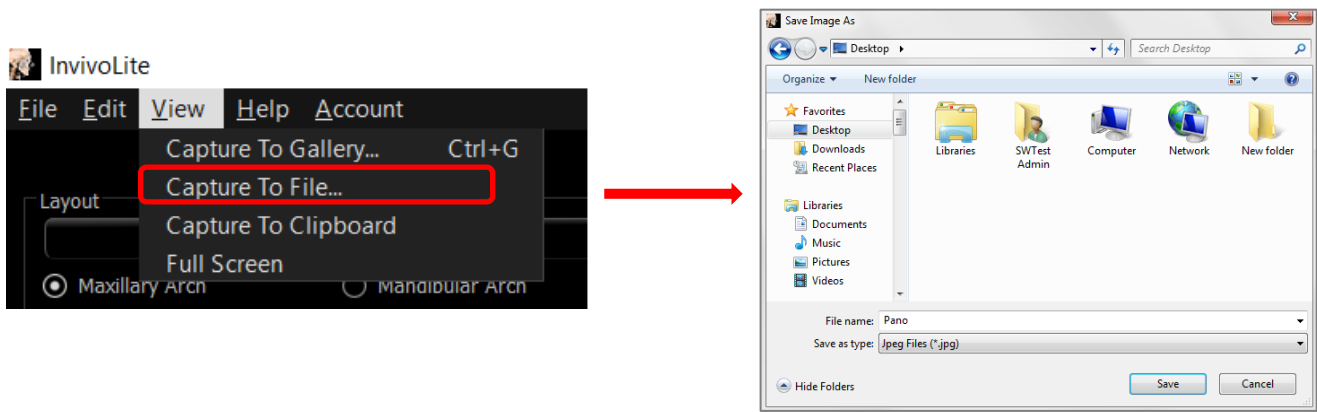 InvivoLite
File Edit View Help Account
Capture To Gallery... Ctrl+G
Capture To File...
Capture To Clipboard
Full Screen
Layout
Maxillary Arch Mandibular Arch
Save Image As
Desktop
Search Desktop
Organize New folder
Favorites
Desktop
Downloads
Recent Places
Libraries
Documents
Music
Pictures
Videos
Libraries
SWTest
Admin
Computer
Network
New folder
File name: Pano
Save as type: Jpeg Files (*.jpg)
Hide Folders
Save Cancel